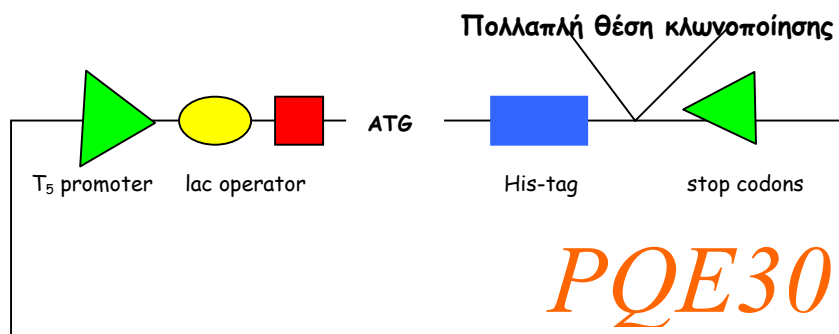 Πολλαπλή θέση κλωνοποίησης
ATG
T₅ promoter lac operator His-tag stop codons
PQE30